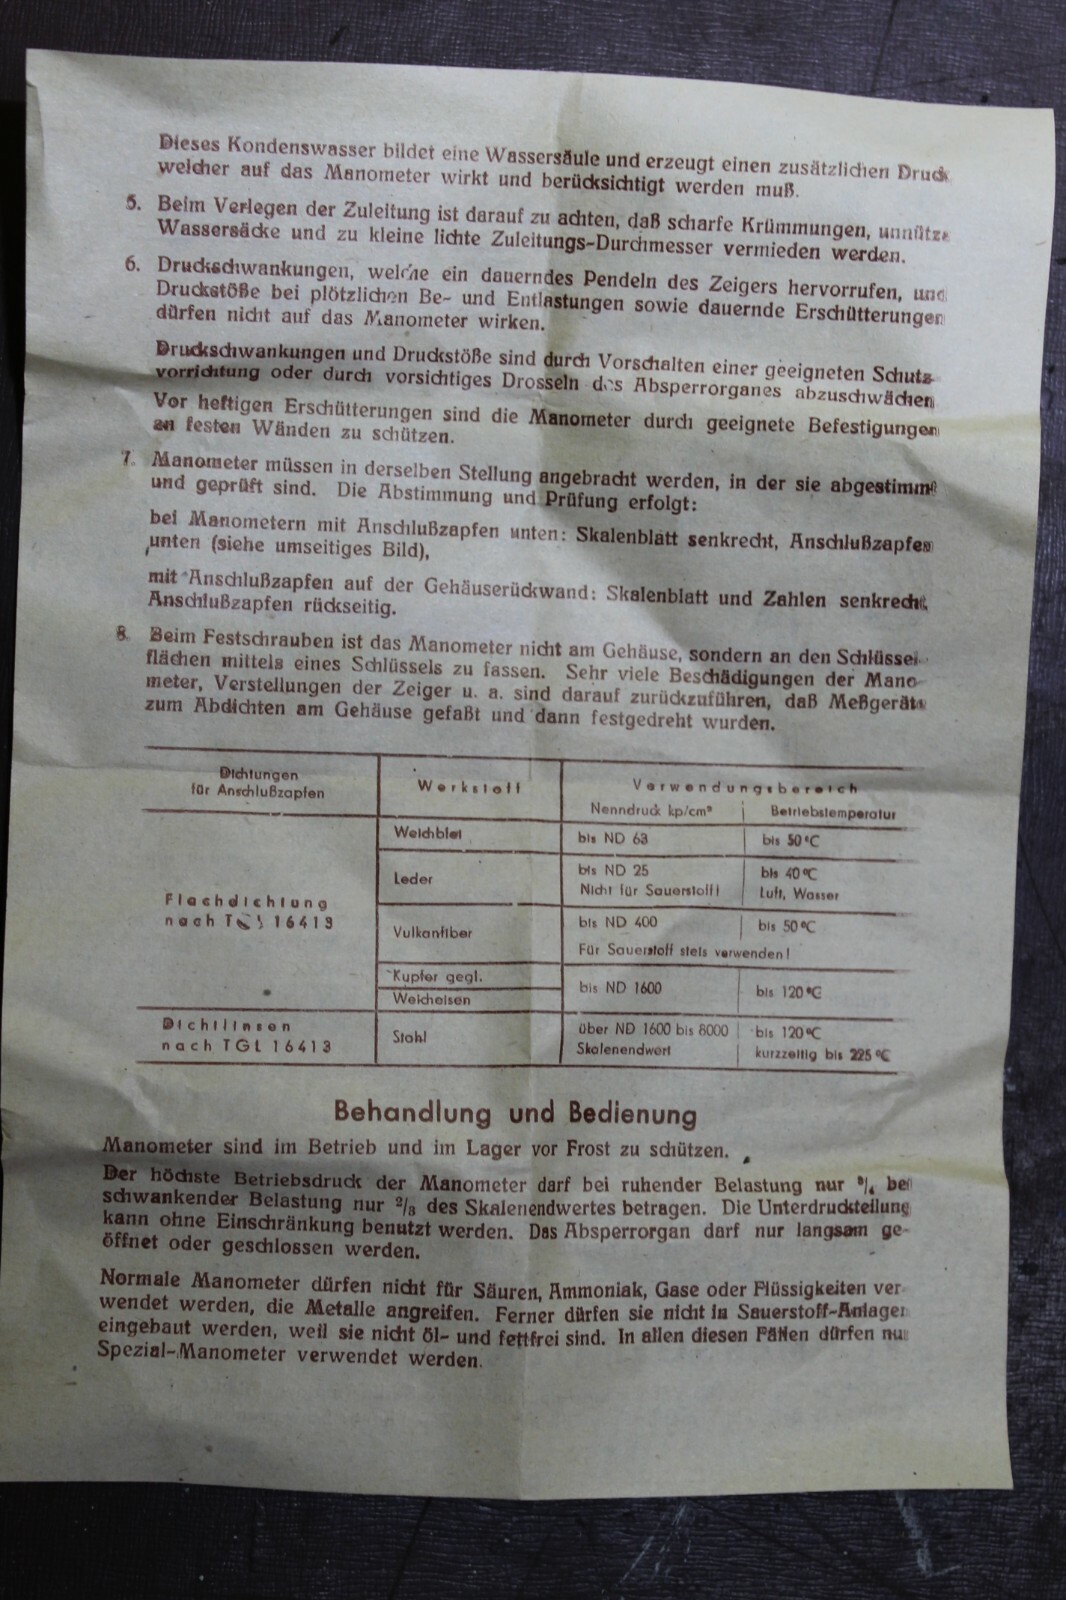 Dieses Kondenswasser bildet eine Wassersäule und erzeugt einen zusätzlichen Druck
welcher auf das Manometer wirkt und berücksichtigt werden muß.
5. Beim Verlegen der Zuleitung ist darauf zu achten, daß scharfe Krümmungen, unnütze
Wassersäcke und zu kleine lichte Zuleitungs-Durchmesser vermieden werden.
6. Druckschwankungen, welche ein dauerndes Pendeln des Zeigers hervorrufen, und
Druckstöße bei plötzlichen Be- und Entlastungen sowie dauernde Erschütterungen
dürfen nicht auf das Manometer wirken.
Druckschwankungen und Druckstöße sind durch Vorschalten einer geeigneten Schutz-
vorrichtung oder durch vorsichtiges Drosseln des Absperrorganes abzuschwächen
Vor heftigen Erschütterungen sind die Manometer durch geeignete Befestigungen
an festen Wänden zu schützen.
7. Manometer müssen in derselben Stellung angebracht werden, in der sie abgestimmt
und geprüft sind. Die Abstimmung und Prüfung erfolgt:
bei Manometern mit Anschlußzapfen unten: Skalenblatt senkrecht, Anschlußzapfen
unten (siehe umseitiges Bild),
mit Anschlußzapfen auf der Gehäuserückwand: Skalenblatt und Zahlen senkrecht,
Anschlußzapfen rückseitig.
8. Beim Festschrauben ist das Manometer nicht am Gehäuse, sondern an den Schlüssel-
flächen mittels eines Schlüssels zu fassen. Sehr viele Beschädigungen der Mano-
meter, Verstellungen der Zeiger u. a. sind darauf zurückzuführen, daß Meßgeräte
zum Abdichten am Gehäuse gefaßt und dann festgedreht wurden.
Dichtungen
für Anschlußzapfen
Werkstoff
Verwendungsbereich
Nenndruck kp/cm²
Betriebstemperatur
Flachdichtung
nach TGL 16413
Weichblei
bis ND 63
bis 50 °C
Leder
bis ND 25
Nicht für Sauerstoff!
bis 40 °C
Luft, Wasser
Vulkanfiber
bis ND 400
bis 50 °C
Für Sauerstoff stets verwenden!
Kupfer gegl.
Weicheisen
bis ND 1600
bis 120 °C
Dichtlinsen
nach TGL 16413
Stahl
über ND 1600 bis 8000
Skalenendwert
bis 120 °C
kurzzeitig bis 225 °C
Behandlung und Bedienung
Manometer sind im Betrieb und im Lager vor Frost zu schützen.
Der höchste Betriebsdruck der Manometer darf bei ruhender Belastung nur ³/₄ bei
schwankender Belastung nur ²/₃ des Skalenendwertes betragen. Die Unterdruckteilung
kann ohne Einschränkung benutzt werden. Das Absperrorgan darf nur langsam ge-
öffnet oder geschlossen werden.
Normale Manometer dürfen nicht für Säuren, Ammoniak, Gase oder Flüssigkeiten ver-
wendet werden, die Metalle angreifen. Ferner dürfen sie nicht in Sauerstoff-Anlagen
eingebaut werden, weil sie nicht öl- und fettfrei sind. In allen diesen Fällen dürfen nur
Spezial-Manometer verwendet werden.